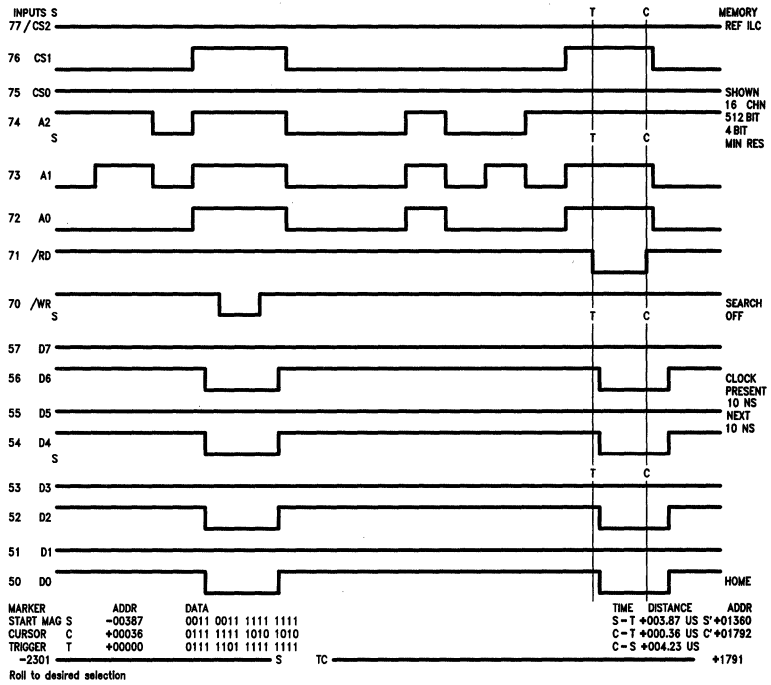 INPUTS S T C MEMORY
77 /CS2 REF ILC
76 CS1
75 CS0 SHOWN
16 CHN
74 A2 512 BIT
4 BIT
S T C MIN RES
73 A1
72 A0
71 /RD
70 /WR SEARCH
S T C OFF
57 D7
56 D6 CLOCK
PRESENT
10 NS
55 D5 NEXT
10 NS
54 D4
S
T C
53 D3
52 D2
51 D1
50 D0 HOME
MARKER ADDR DATA TIME DISTANCE ADDR
START MAG S -00387 0011 0011 1111 1111 S-T +003.87 US S'+01360
CURSOR C +00036 0111 1111 1010 1010 C-T +000.36 US C'+01792
TRIGGER T +00000 0111 1101 1111 1111 C-S +004.23 US
-2301 S TC +1791
Roll to desired selection